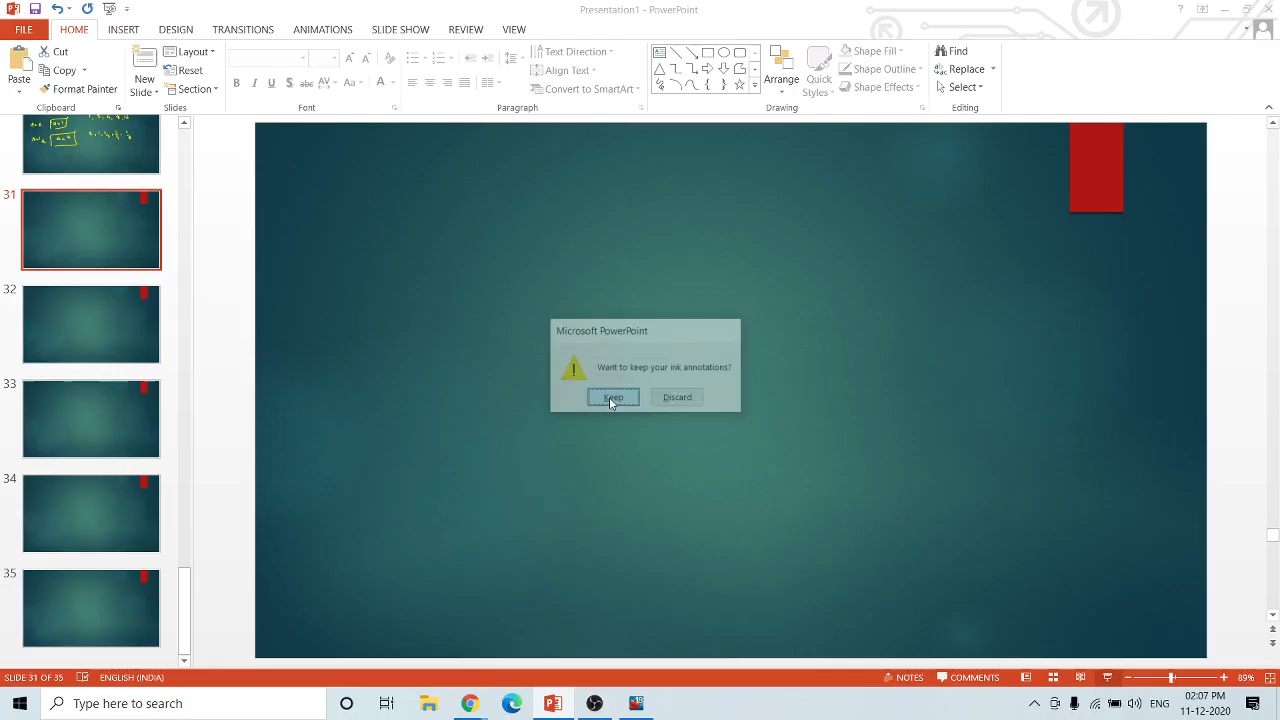 Presentation1 - PowerPoint
?
FILE
HOME
INSERT
DESIGN
TRANSITIONS
ANIMATIONS
SLIDE SHOW
REVIEW
VIEW
Paste
Cut
Copy
Format Painter
Clipboard
New
Slide
Layout
Reset
Section
Slides
B I U S abc AV Aa A
Font
Text Direction
Align Text
Convert to SmartArt
Paragraph
Arrange
Quick
Styles
Shape Fill
Shape Outline
Shape Effects
Drawing
Find
Replace
Select
Editing
31
32
33
34
35
Microsoft PowerPoint
Want to keep your ink annotations?
Keep
Discard
SLIDE 31 OF 35
ENGLISH (INDIA)
NOTES
COMMENTS
89%
Type here to search
ENG
02:07 PM
11-12-2020